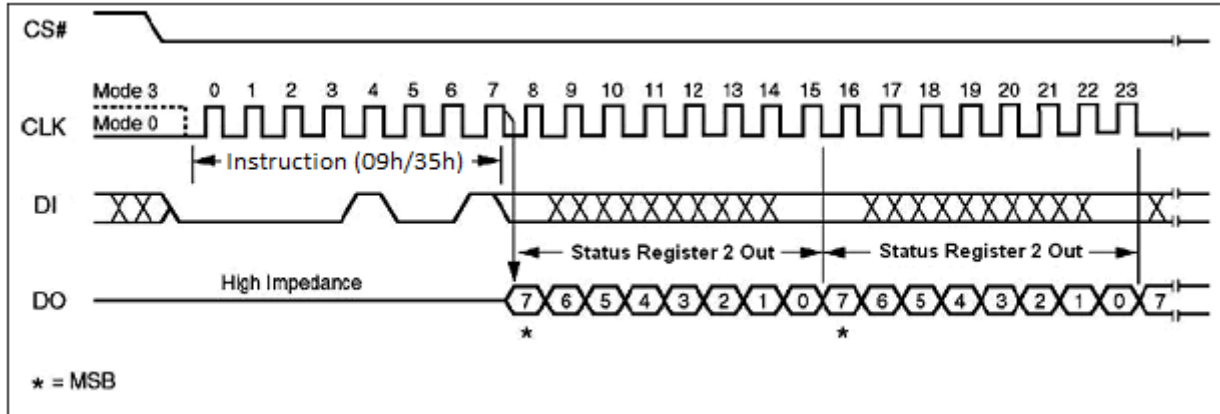 CS#
Mode 3 0 1 2 3 4 5 6 7 8 9 10 11 12 13 14 15 16 17 18 19 20 21 22 23
CLK Mode 0
Instruction (09h/35h)
DI
Status Register 2 Out Status Register 2 Out
High Impedance
DO 7 6 5 4 3 2 1 0 7 6 5 4 3 2 1 0 7
* *
* = MSB